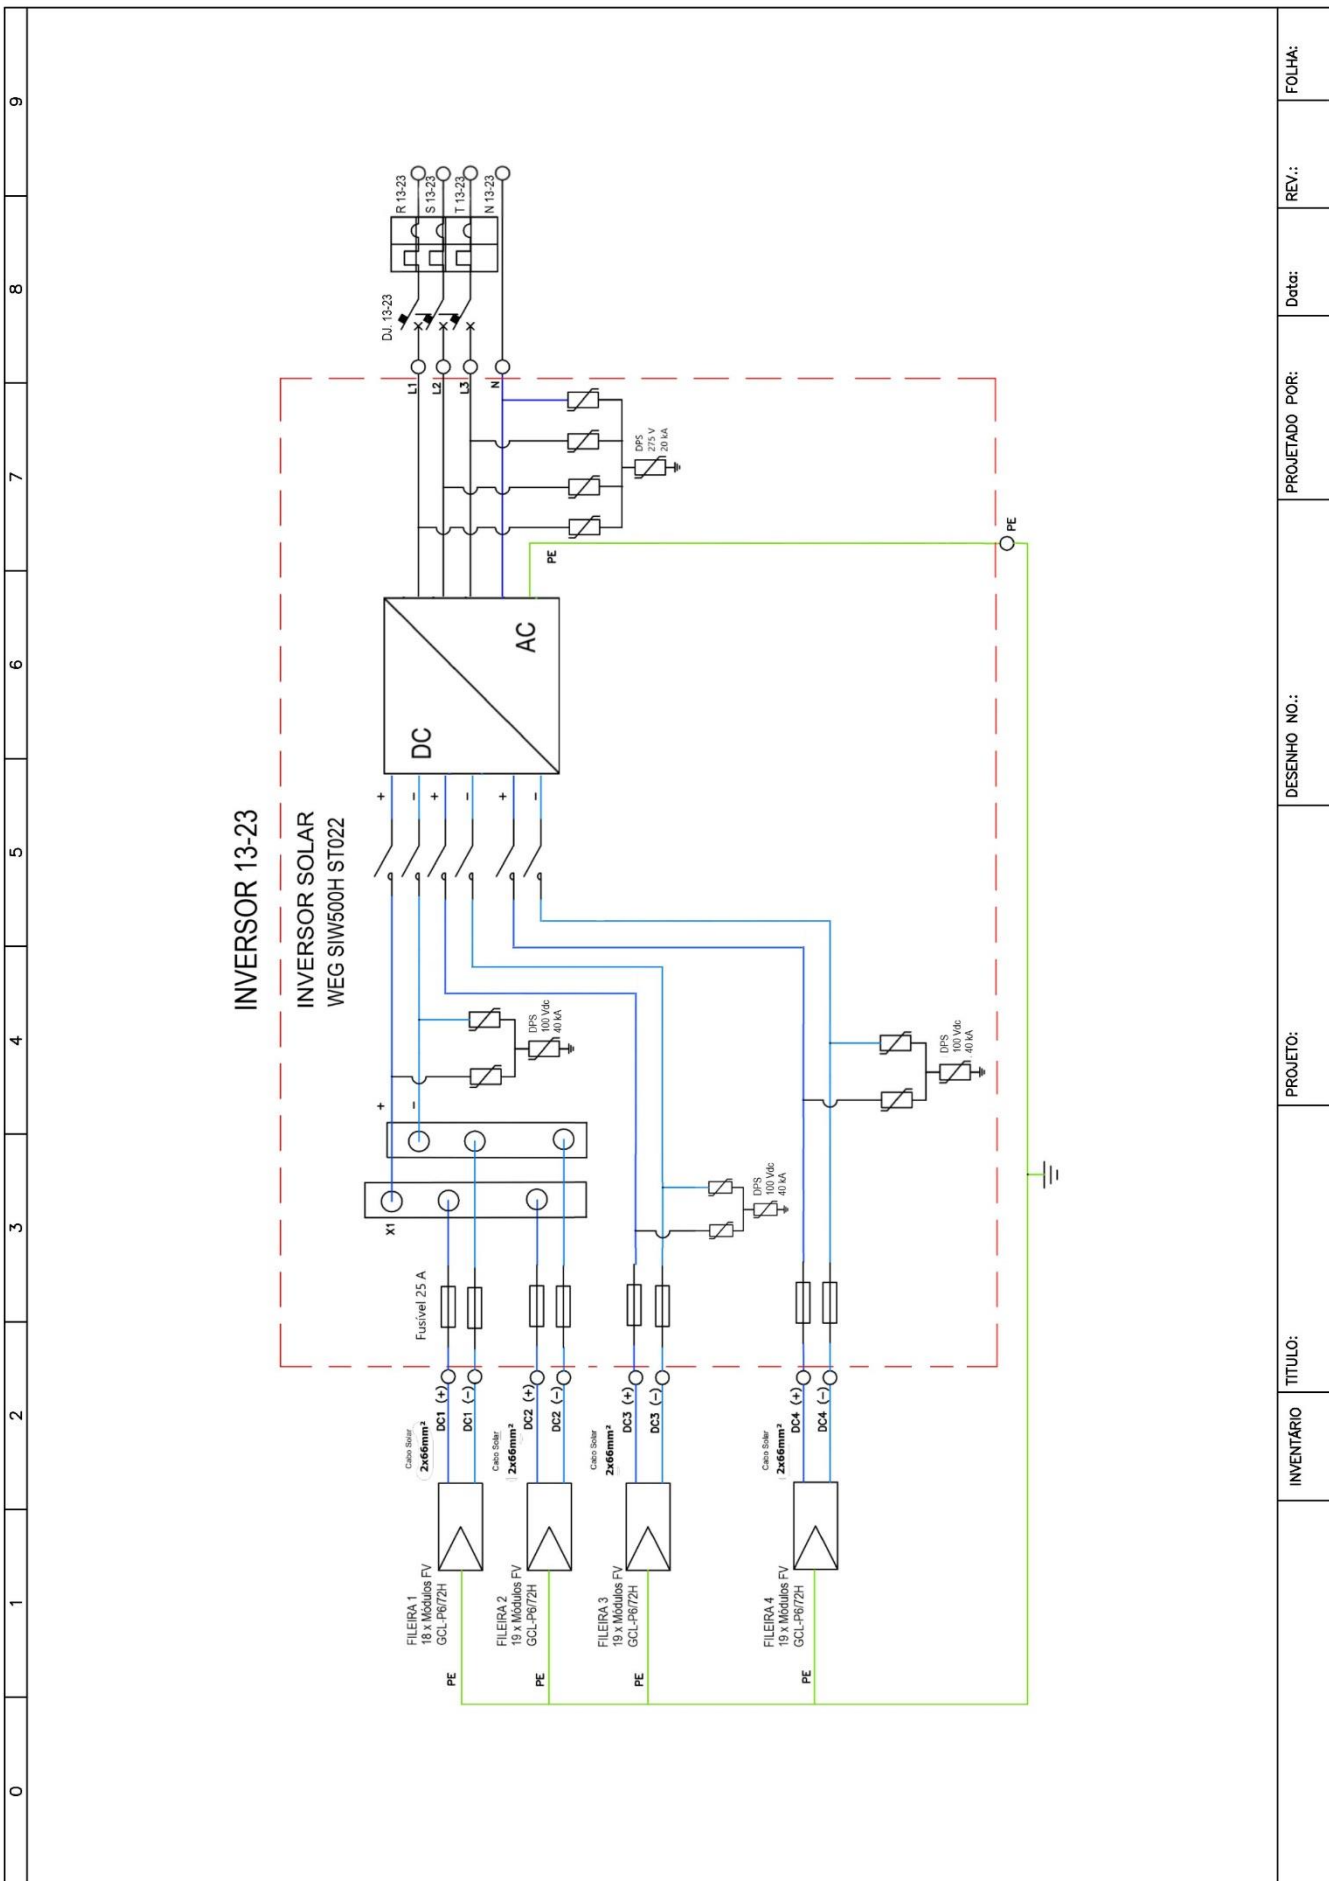 0
1
2
3
4
5
6
7
8
9
INVERSOR 13-23
INVERSOR SOLAR
WEG SIW500H ST022
FILEIRA 1
18 x Módulos FV
GCL-P6/72H
PE
Cabo Solar
2x66mm²
DC1 (+)
DC1 (-)
Fusível 25 A
FILEIRA 2
19 x Módulos FV
GCL-P6/72H
PE
Cabo Solar
2x66mm²
DC2 (+)
DC2 (-)
FILEIRA 3
19 x Módulos FV
GCL-P6/72H
PE
Cabo Solar
2x66mm²
DC3 (+)
DC3 (-)
FILEIRA 4
19 x Módulos FV
GCL-P6/72H
PE
Cabo Solar
2x66mm²
DC4 (+)
DC4 (-)
X1
+
-
DPS
100 Vdc
40 kA
DPS
100 Vdc
40 kA
DPS
100 Vdc
40 kA
+
-
+
-
+
-
DC
AC
PE
DPS
275 V
20 kA
L1
L2
L3
N
DJ. 13-23
R 13-23
S 13-23
T 13-23
N 13-23
PE
INVENTÁRIO
TITULO:
PROJETO:
DESENHO NO.:
PROJETADO POR:
Data:
REV.:
FOLHA: